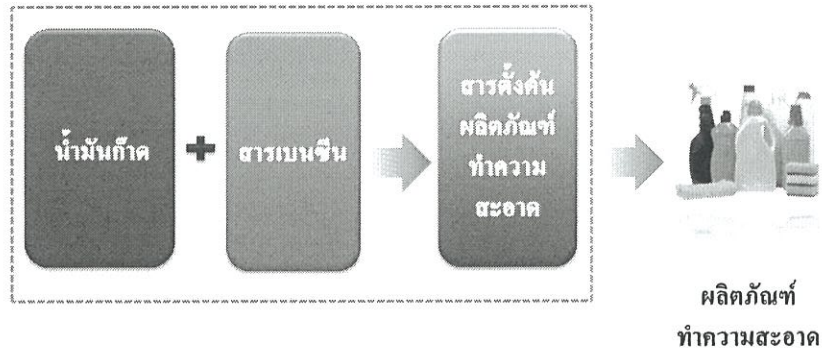 น้ำมันก๊าด
+
สารเบนซีน
สารตั้งต้น
ผลิตภัณฑ์
ทำความ
สะอาด
ผลิตภัณฑ์
ทำความสะอาด